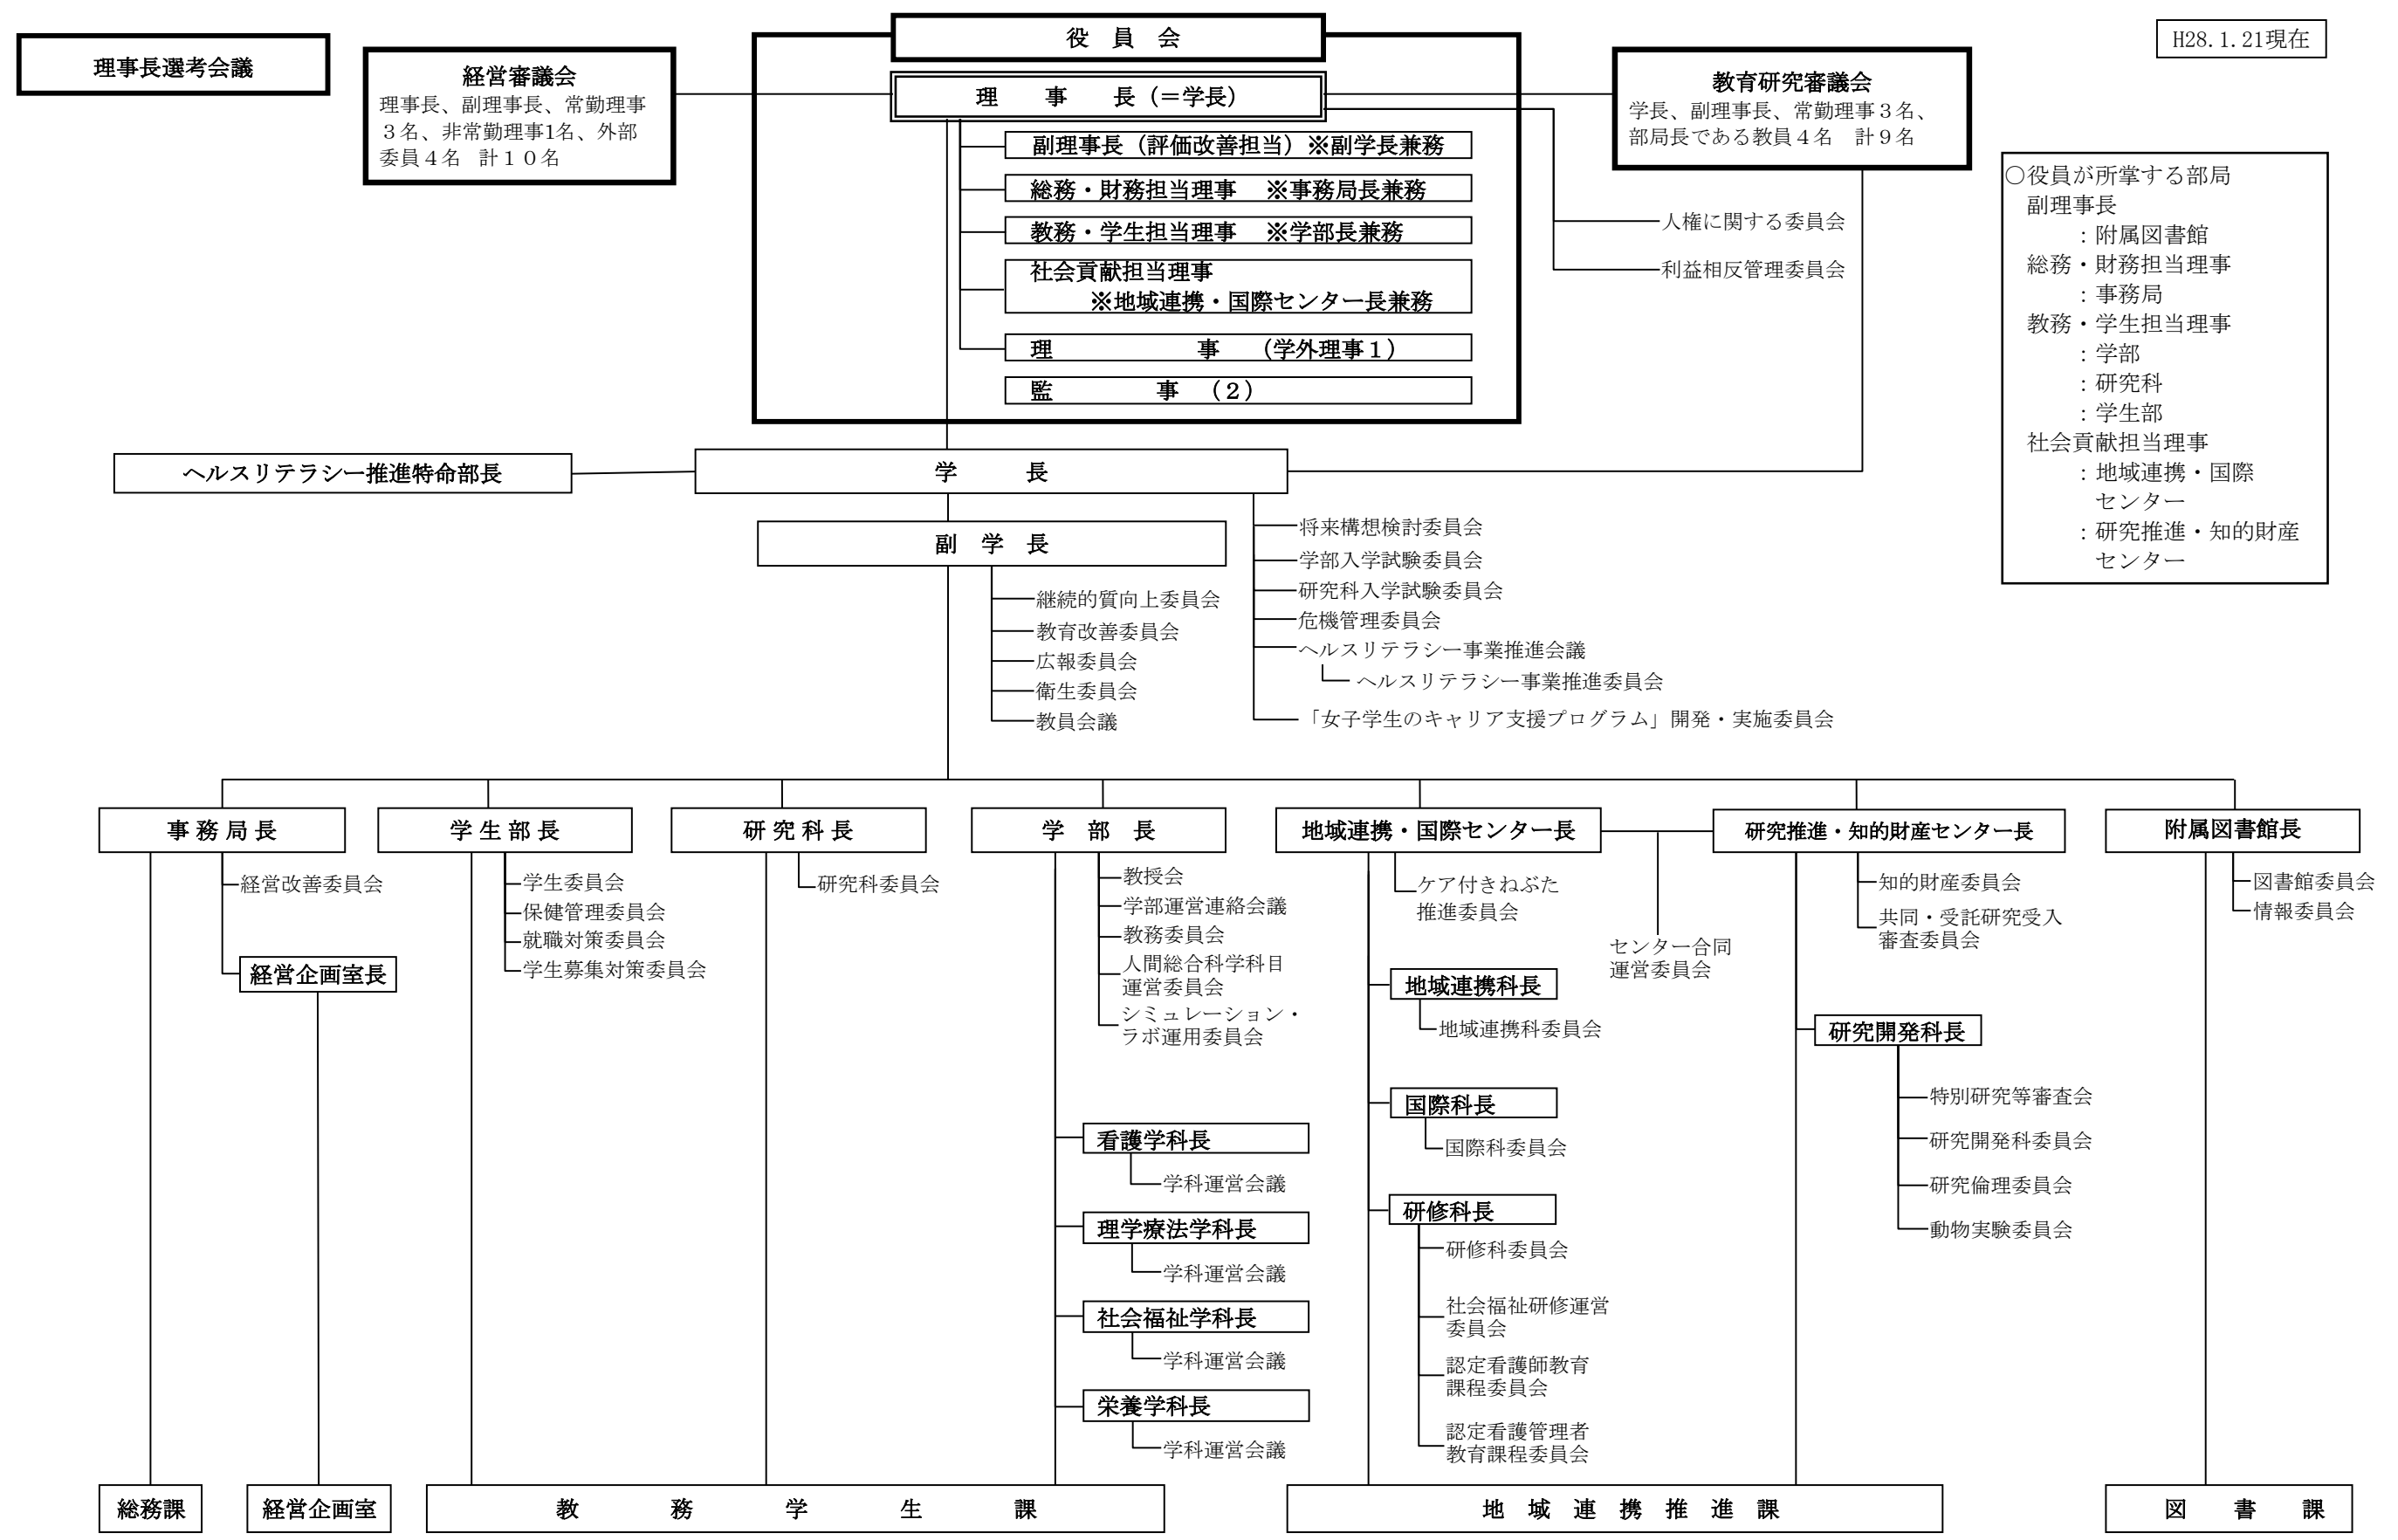 理事長選考会議
経営審議会
理事長、副理事長、常勤理事
３名、非常勤理事1名、外部
委員４名　計１０名
役　員　会
理　　事　　長（＝学長）
副理事長（評価改善担当）※副学長兼務
総務・財務担当理事　※事務局長兼務
教務・学生担当理事　※学部長兼務
社会貢献担当理事
※地域連携・国際センター長兼務
理　　　　　　事　（学外理事１）
監　　　　事　（２）
教育研究審議会
学長、副理事長、常勤理事３名、
部局長である教員４名　計９名
H28.1.21現在
人権に関する委員会
利益相反管理委員会
○役員が所掌する部局
副理事長
：附属図書館
総務・財務担当理事
：事務局
教務・学生担当理事
：学部
：研究科
：学生部
社会貢献担当理事
：地域連携・国際
センター
：研究推進・知的財産
センター
ヘルスリテラシー推進特命部長
学　　　長
副　学　長
継続的質向上委員会
教育改善委員会
広報委員会
衛生委員会
教員会議
将来構想検討委員会
学部入学試験委員会
研究科入学試験委員会
危機管理委員会
ヘルスリテラシー事業推進会議
ヘルスリテラシー事業推進委員会
「女子学生のキャリア支援プログラム」開発・実施委員会
事 務 局 長
経営改善委員会
経営企画室長
学 生 部 長
学生委員会
保健管理委員会
就職対策委員会
学生募集対策委員会
研 究 科 長
研究科委員会
学　部　長
教授会
学部運営連絡会議
教務委員会
人間総合科学科目
運営委員会
シミュレーション・
ラボ運用委員会
看護学科長
学科運営会議
理学療法学科長
学科運営会議
社会福祉学科長
学科運営会議
栄養学科長
学科運営会議
地域連携・国際センター長
ケア付きねぶた
推進委員会
地域連携科長
地域連携科委員会
国際科長
国際科委員会
研修科長
研修科委員会
社会福祉研修運営
委員会
認定看護師教育
課程委員会
認定看護管理者
教育課程委員会
センター合同
運営委員会
研究推進・知的財産センター長
知的財産委員会
共同・受託研究受入
審査委員会
研究開発科長
特別研究等審査会
研究開発科委員会
研究倫理委員会
動物実験委員会
附属図書館長
図書館委員会
情報委員会
総務課
経営企画室
教　　務　　学　　生　　課
地　域　連　携　推　進　課
図　書　課